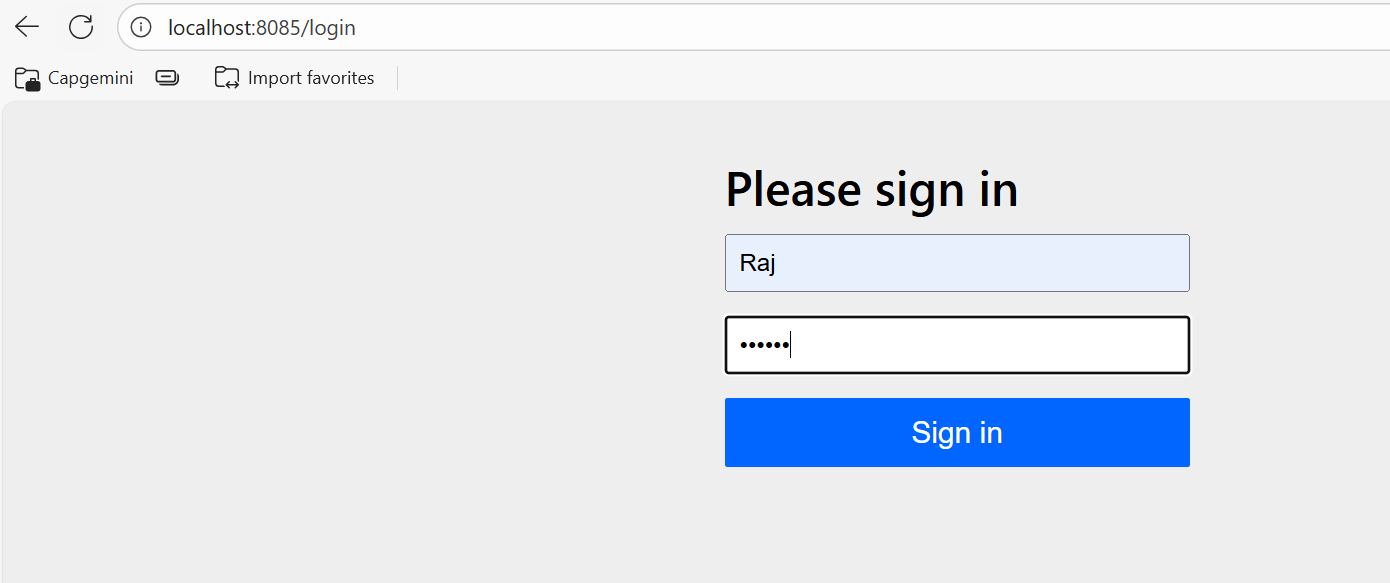 localhost:8085/login
Capgemini Import favorites
Please sign in
Raj
••••••
Sign in